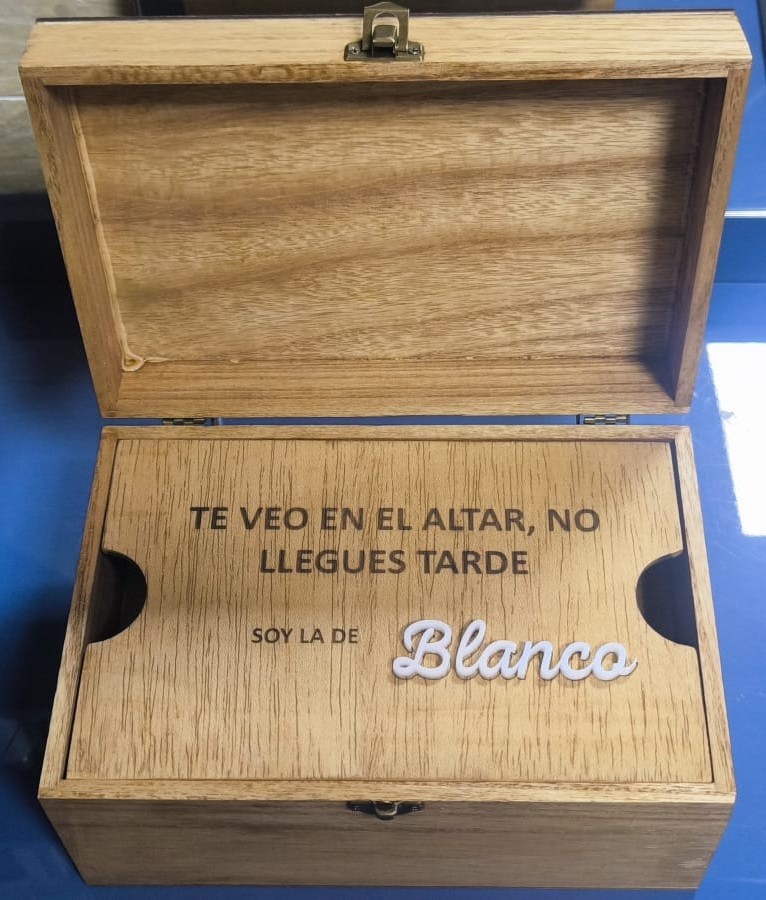 TE VEO EN EL ALTAR, NO
LLEGUES TARDE
SOY LA DE Blanco